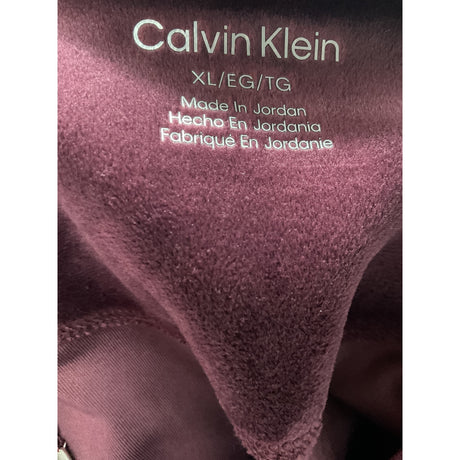 Calvin Klein
XL/EG/TG
Made In Jordan
Hecho En Jordania
Fabriqué En Jordanie